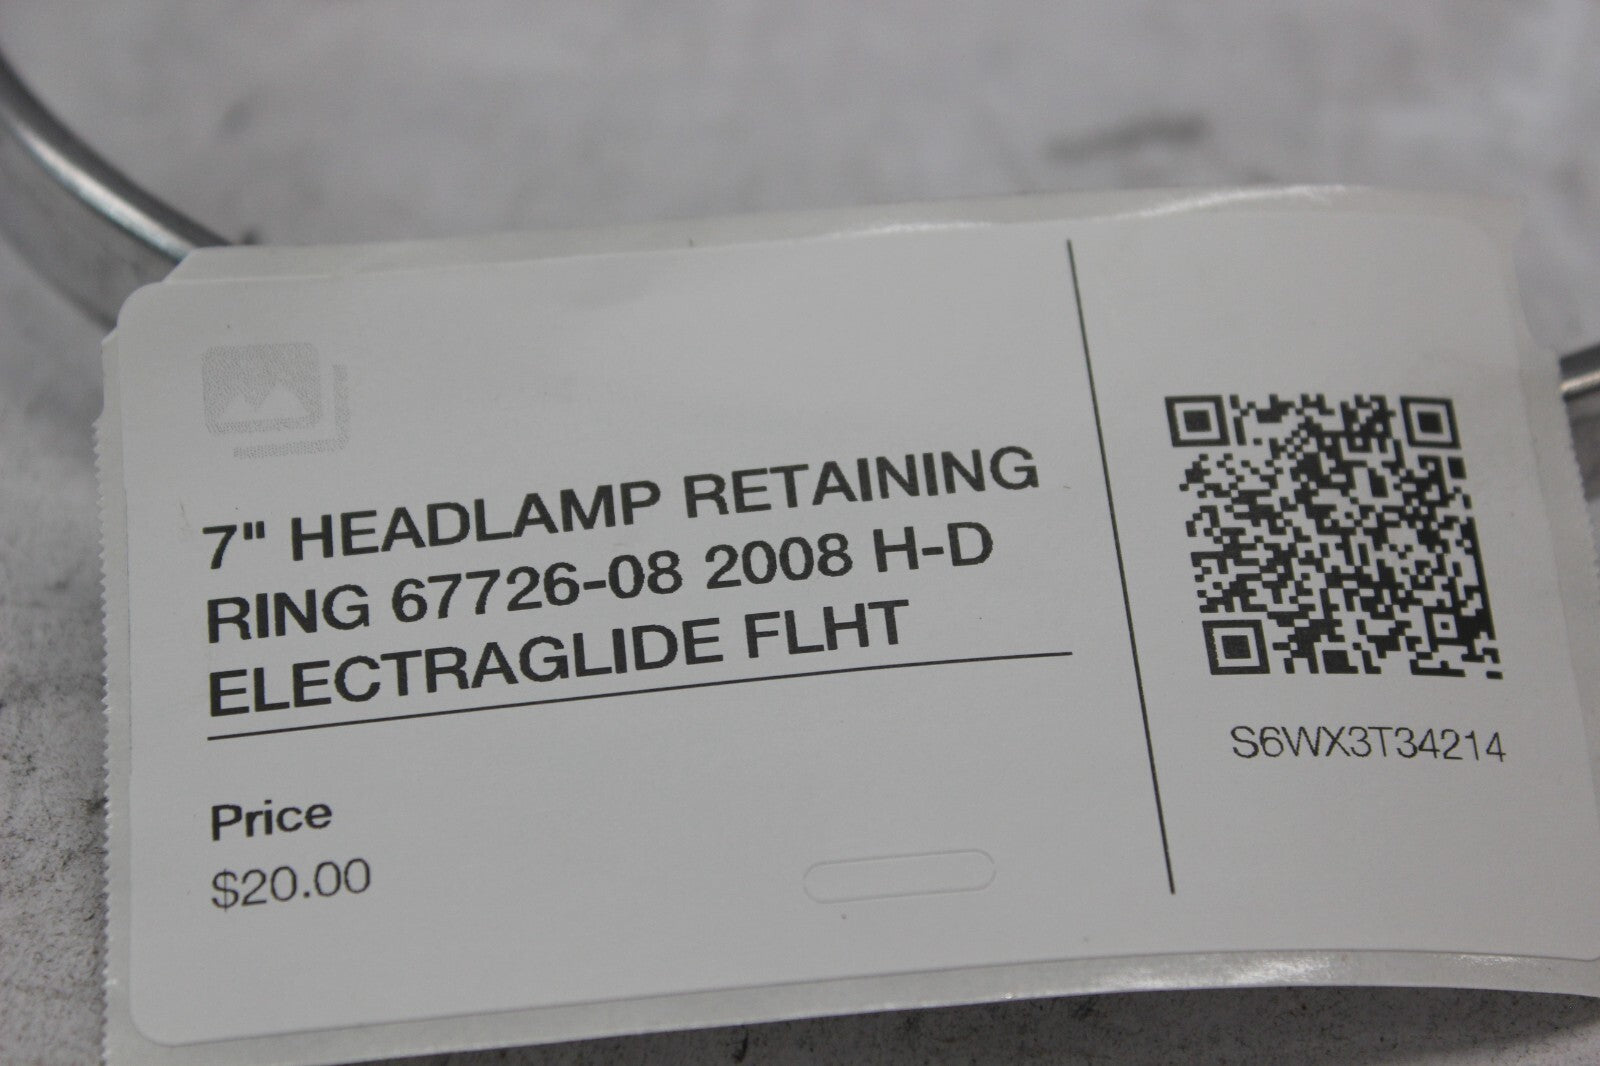 7" HEADLAMP RETAINING
RING 67726-08 2008 H-D
ELECTRAGLIDE FLHT
Price
$20.00
S6WX3T34214